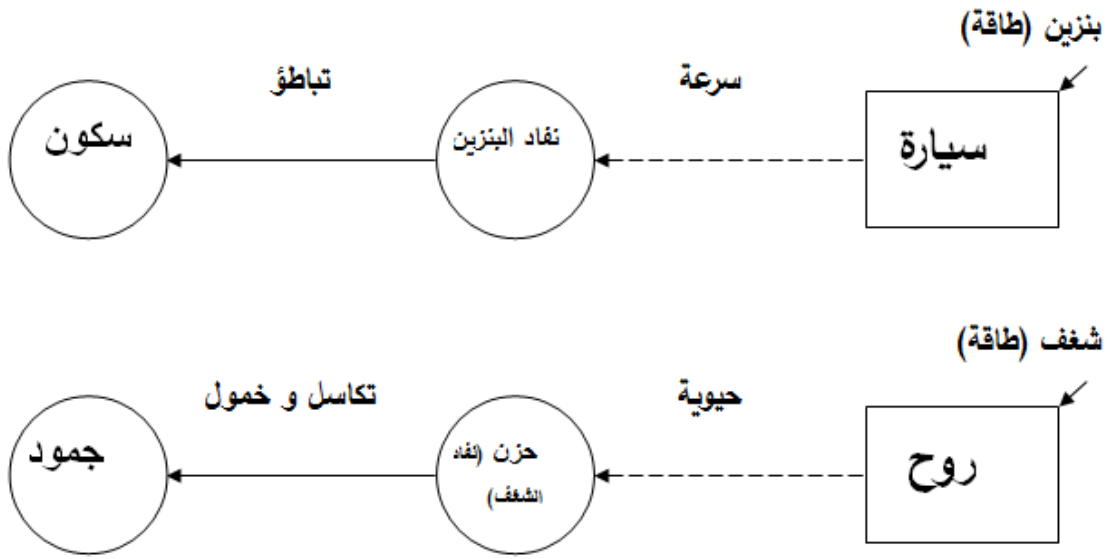 بنزين (طاقة)
سرعة
تباطؤ
سيارة
نفاد البنزين
سكون
شغف (طاقة)
حيوية
تكاسل و خمول
روح
حزن (نفاد
الشغف)
جمود